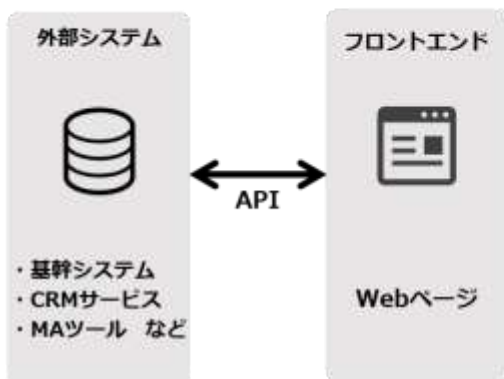 外部システム
フロントエンド
API
・基幹システム
・CRMサービス
・MAツール　など
Webページ